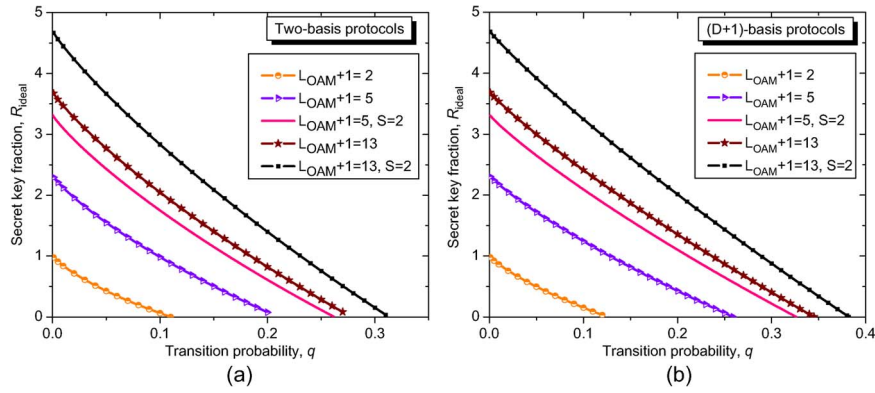 Two-basis protocols
L_OAM+1= 2
L_OAM+1= 5
L_OAM+1=5, S=2
L_OAM+1=13
L_OAM+1=13, S=2
Secret key fraction, R_ideal
5
4
3
2
1
0
0.0 0.1 0.2 0.3
Transition probability, q
(a)
(D+1)-basis protocols
L_OAM+1= 2
L_OAM+1= 5
L_OAM+1=5, S=2
L_OAM+1=13
L_OAM+1=13, S=2
Secret key fraction, R_ideal
5
4
3
2
1
0
0.0 0.1 0.2 0.3 0.4
Transition probability, q
(b)